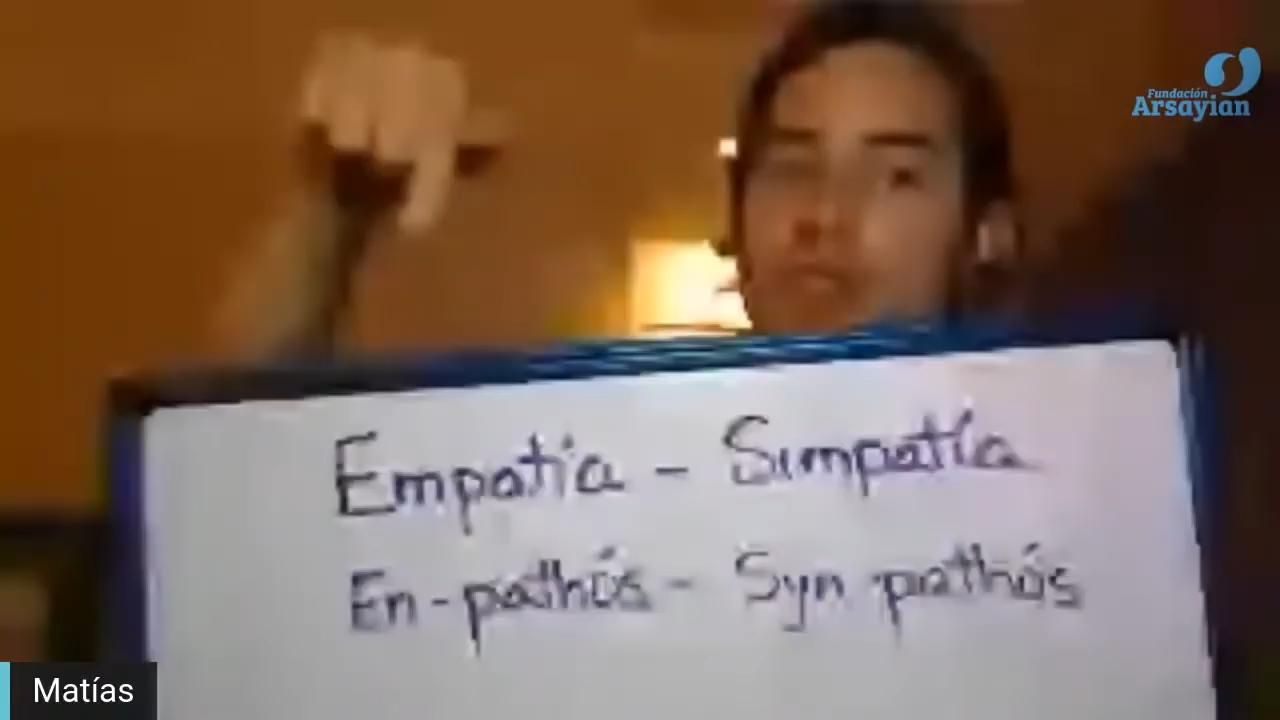 Fundación
Arsayian
Empatía - Simpatía
En-pathós - Syn-pathós
Matías